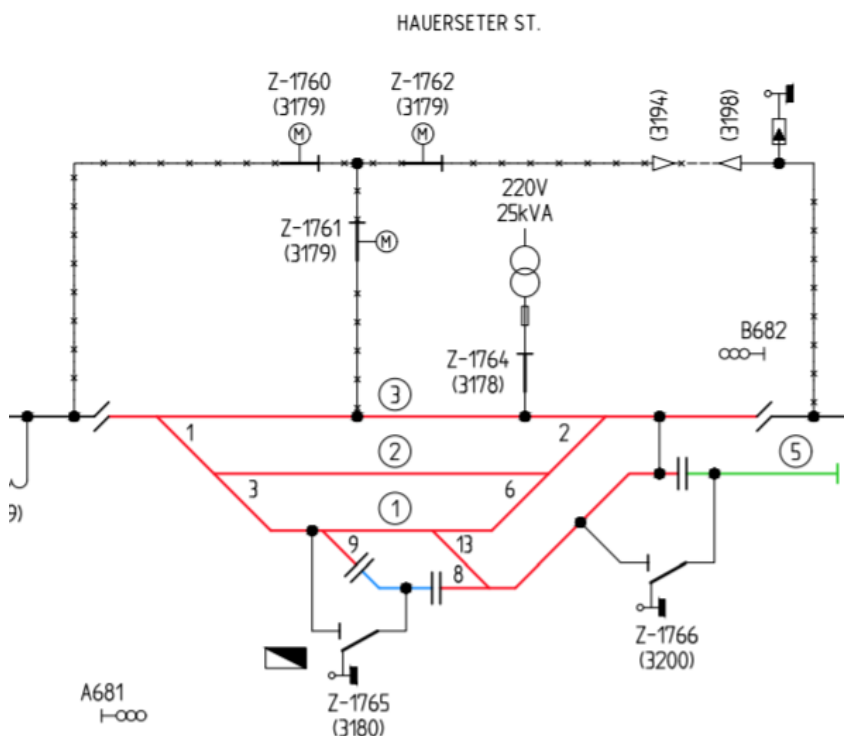 HAUERSETER ST.
Z-1760
(3179)
Z-1762
(3179)
(3194)
(3198)
M
M
220V
25kVA
Z-1761
(3179)
M
B682
Z-1764
(3178)
3
1
2
2
5
3
6
1
9)
9
13
8
Z-1766
(3200)
A681
Z-1765
(3180)